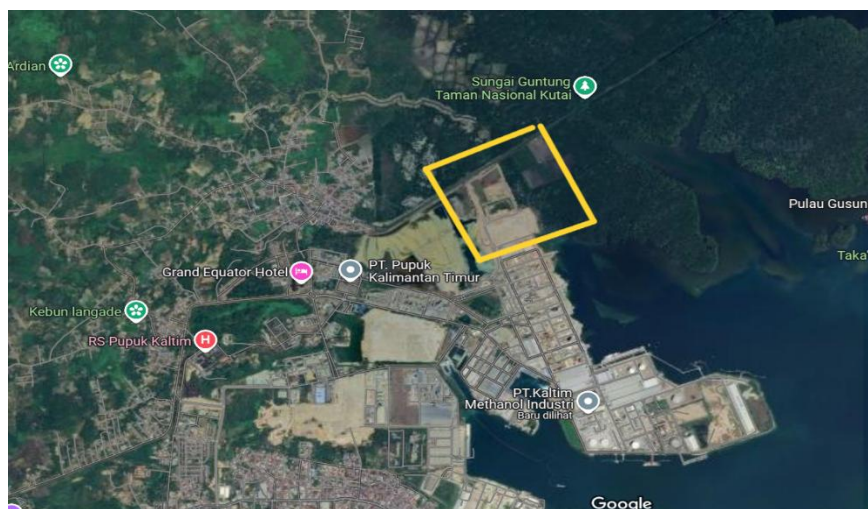 Ardian
Sungai Guntung
Taman Nasional Kutai
Pulau Gusun
Taka
Grand Equator Hotel
PT. Pupuk
Kalimantan Timur
Kebun langade
RS Pupuk Kaltim
H
PT.Kaltim
Methanol Industri
Baru dilihat
Google